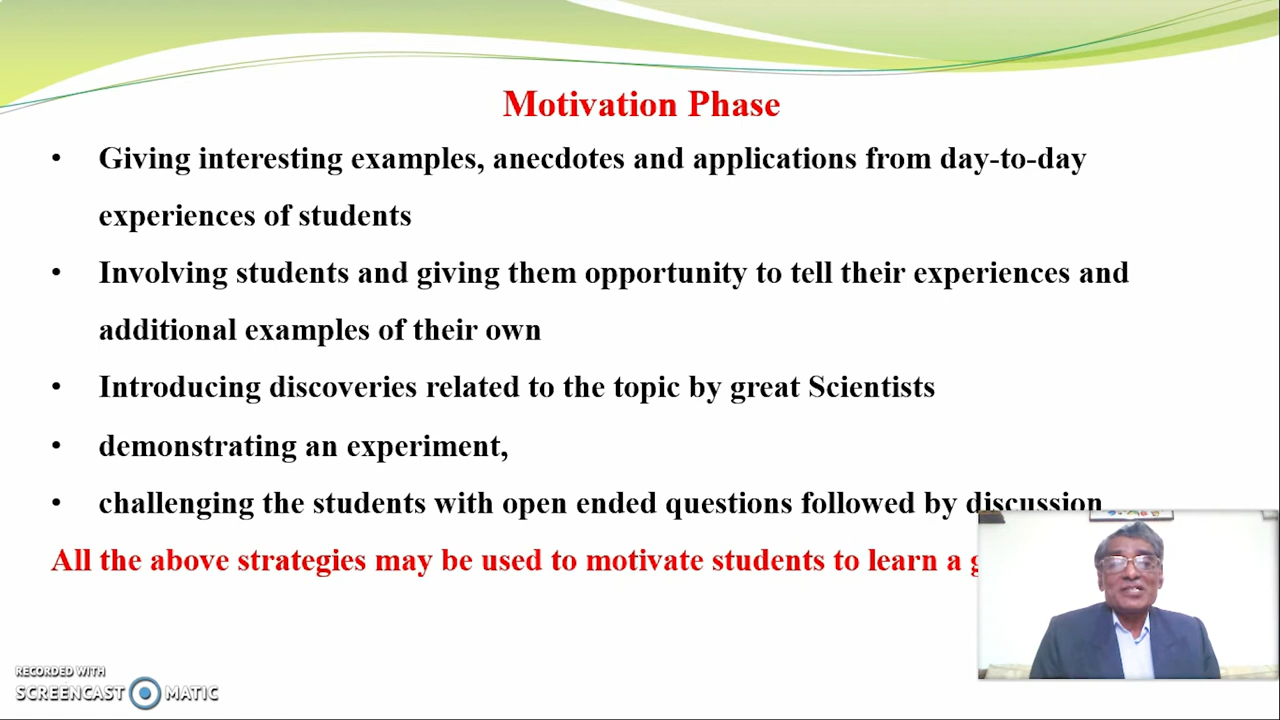 Motivation Phase
• Giving interesting examples, anecdotes and applications from day-to-day
experiences of students
• Involving students and giving them opportunity to tell their experiences and
additional examples of their own
• Introducing discoveries related to the topic by great Scientists
• demonstrating an experiment,
• challenging the students with open ended questions followed by discussion
All the above strategies may be used to motivate students to learn a
RECORDED WITH
SCREENCAST MATIC